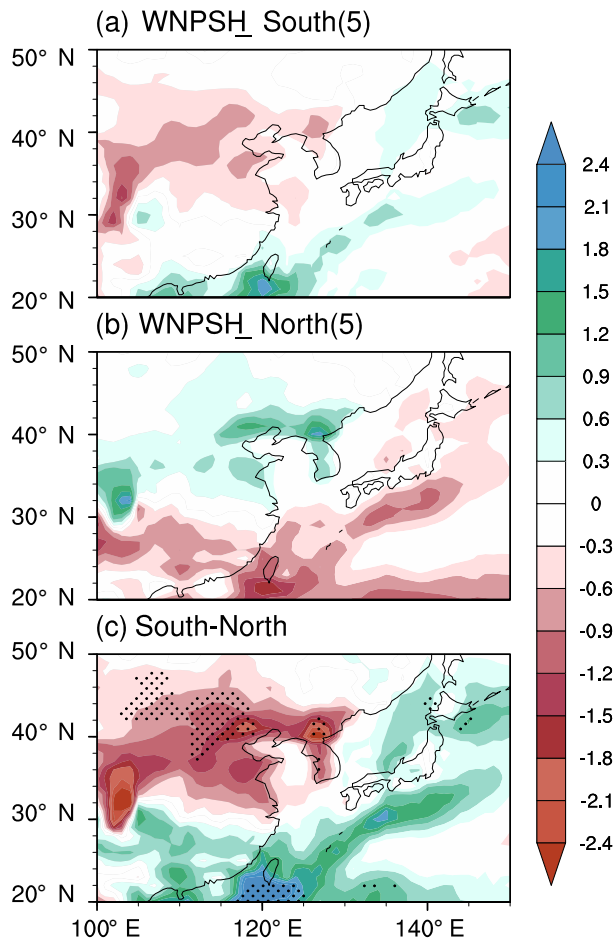 (a) WNPSH_ South(5)
50° N
40° N
30° N
20° N
(b) WNPSH_ North(5)
50° N
40° N
30° N
20° N
(c) South-North
50° N
40° N
30° N
20° N
100° E 120° E 140° E
2.4
2.1
1.8
1.5
1.2
0.9
0.6
0.3
0
-0.3
-0.6
-0.9
-1.2
-1.5
-1.8
-2.1
-2.4